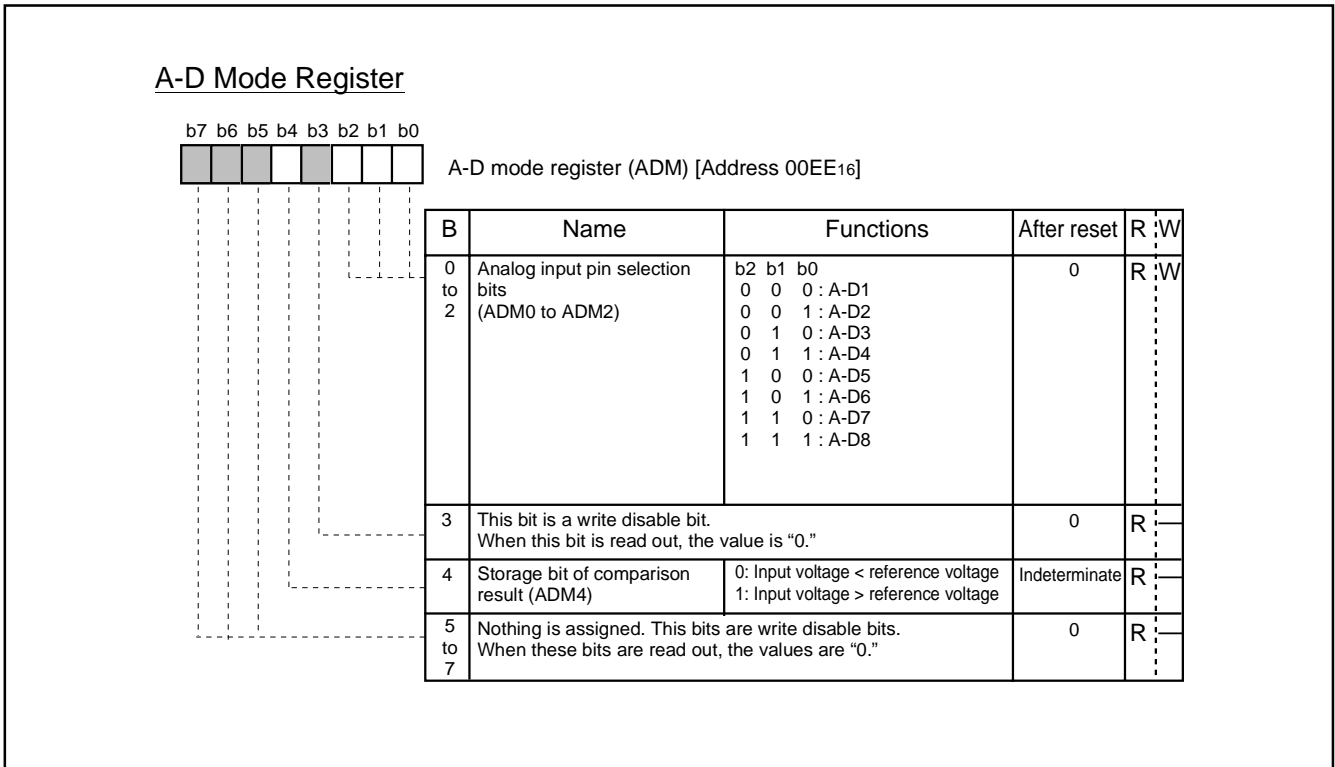 A-D Mode Register
b7 b6 b5 b4 b3 b2 b1 b0
A-D mode register (ADM) [Address 00EE16]
B Name Functions After reset R W
0 to 2 Analog input pin selection bits (ADM0 to ADM2) b2 b1 b0 0 R W
0 0 0 : A-D1
0 0 1 : A-D2
0 1 0 : A-D3
0 1 1 : A-D4
1 0 0 : A-D5
1 0 1 : A-D6
1 1 0 : A-D7
1 1 1 : A-D8
3 This bit is a write disable bit. 0 R —
When this bit is read out, the value is “0.”
4 Storage bit of comparison 0: Input voltage < reference voltage Indeterminate R —
result (ADM4) 1: Input voltage > reference voltage
5 Nothing is assigned. This bits are write disable bits. 0 R —
to When these bits are read out, the values are “0.”
7